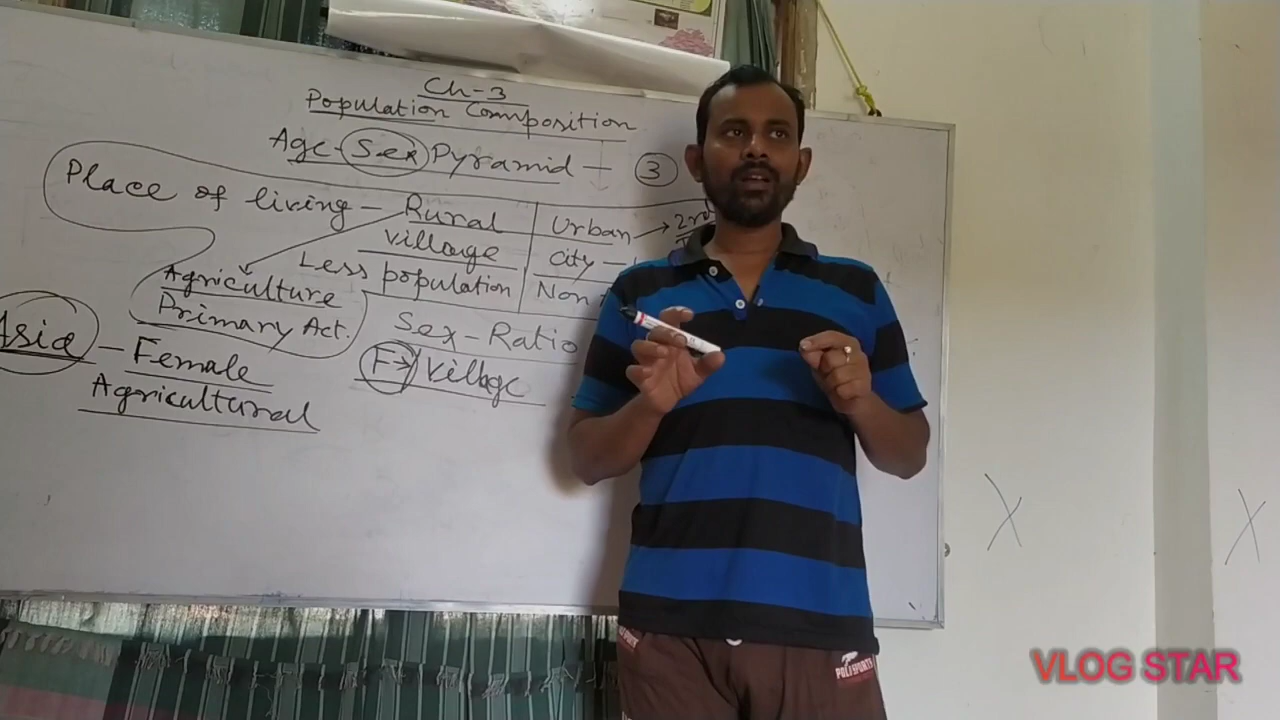 Ch-3
Population Composition
Age Sex Pyramid - 3
Place of living - Rural Urban → 2nd
village City -
Less population Non
Agriculture
Primary Act.
Sex-Ratio
Asia - Female F → Village
Agricultural
X X
POLESPORTS
VLOG STAR